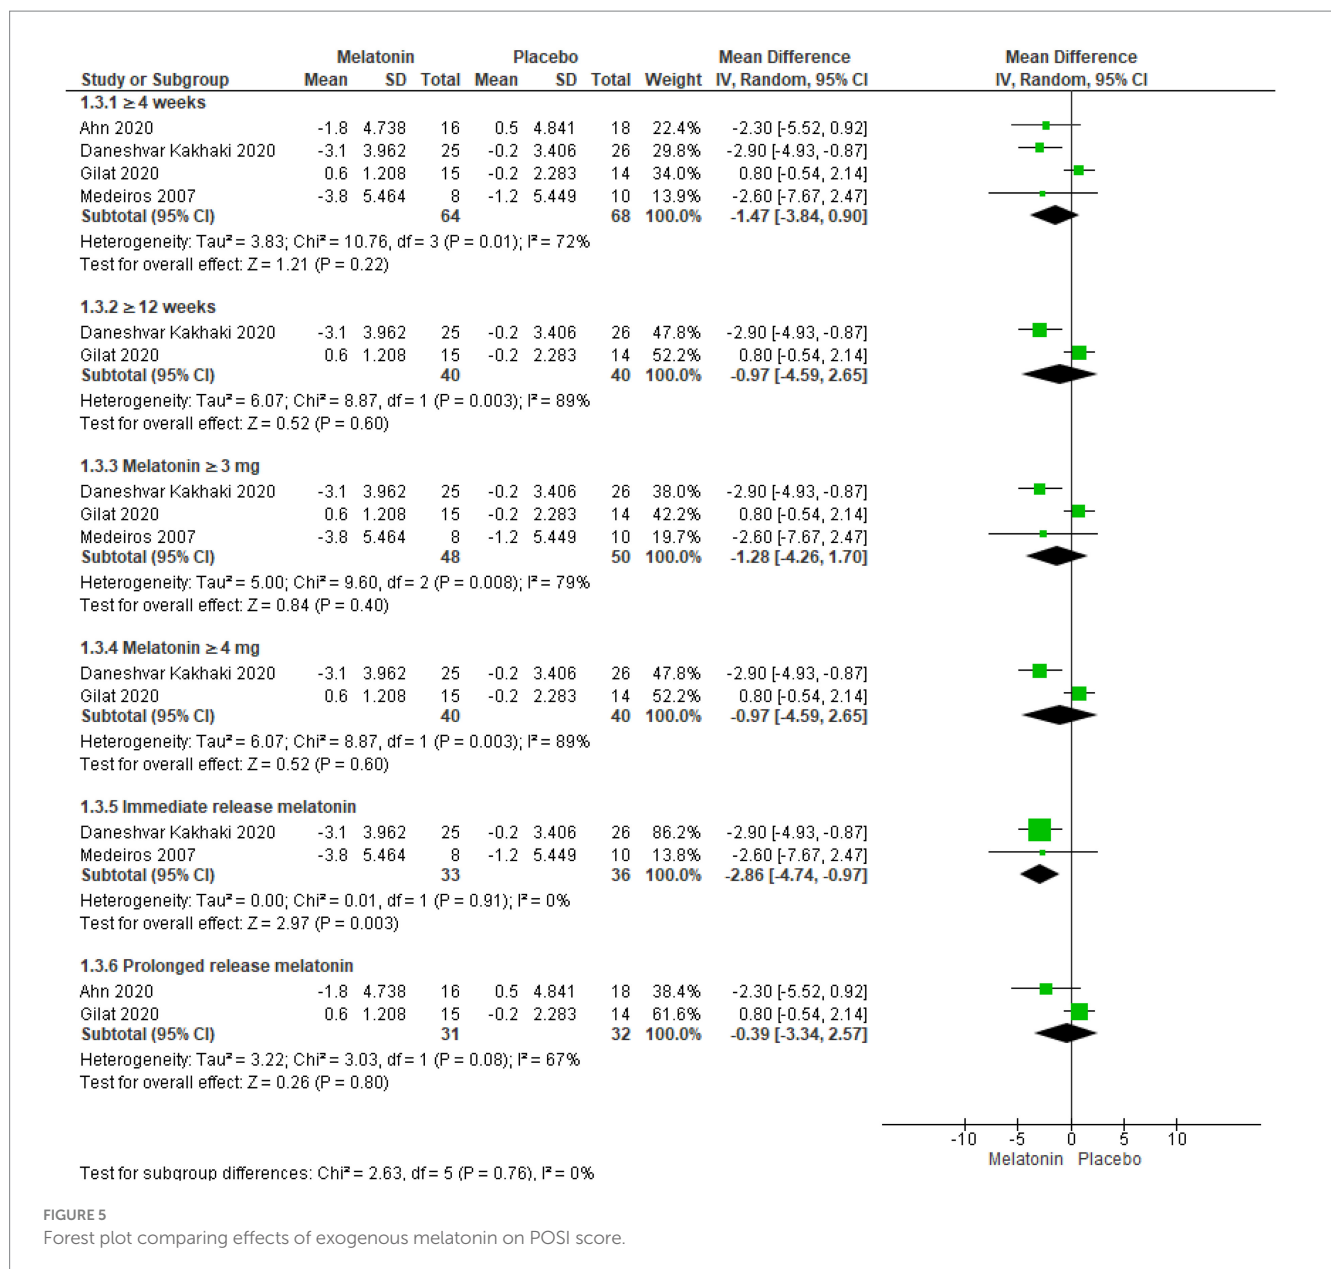 Melatonin Placebo Mean Difference Mean Difference
Study or Subgroup Mean SD Total Mean SD Total Weight IV, Random, 95% CI IV, Random, 95% CI
1.3.1 ≥ 4 weeks
Ahn 2020 -1.8 4.738 16 0.5 4.841 18 22.4% -2.30 [-5.52, 0.92]
Daneshvar Kakhaki 2020 -3.1 3.962 25 -0.2 3.406 26 29.8% -2.90 [-4.93, -0.87]
Gilat 2020 0.6 1.208 15 -0.2 2.283 14 34.0% 0.80 [-0.54, 2.14]
Medeiros 2007 -3.8 5.464 8 -1.2 5.449 10 13.9% -2.60 [-7.67, 2.47]
Subtotal (95% CI) 64 68 100.0% -1.47 [-3.84, 0.90]
Heterogeneity: Tau² = 3.83; Chi² = 10.76, df = 3 (P = 0.01); I² = 72%
Test for overall effect: Z = 1.21 (P = 0.22)
1.3.2 ≥ 12 weeks
Daneshvar Kakhaki 2020 -3.1 3.962 25 -0.2 3.406 26 47.8% -2.90 [-4.93, -0.87]
Gilat 2020 0.6 1.208 15 -0.2 2.283 14 52.2% 0.80 [-0.54, 2.14]
Subtotal (95% CI) 40 40 100.0% -0.97 [-4.59, 2.65]
Heterogeneity: Tau² = 6.07; Chi² = 8.87, df = 1 (P = 0.003); I² = 89%
Test for overall effect: Z = 0.52 (P = 0.60)
1.3.3 Melatonin ≥ 3 mg
Daneshvar Kakhaki 2020 -3.1 3.962 25 -0.2 3.406 26 38.0% -2.90 [-4.93, -0.87]
Gilat 2020 0.6 1.208 15 -0.2 2.283 14 42.2% 0.80 [-0.54, 2.14]
Medeiros 2007 -3.8 5.464 8 -1.2 5.449 10 19.7% -2.60 [-7.67, 2.47]
Subtotal (95% CI) 48 50 100.0% -1.28 [-4.26, 1.70]
Heterogeneity: Tau² = 5.00; Chi² = 9.60, df = 2 (P = 0.008); I² = 79%
Test for overall effect: Z = 0.84 (P = 0.40)
1.3.4 Melatonin ≥ 4 mg
Daneshvar Kakhaki 2020 -3.1 3.962 25 -0.2 3.406 26 47.8% -2.90 [-4.93, -0.87]
Gilat 2020 0.6 1.208 15 -0.2 2.283 14 52.2% 0.80 [-0.54, 2.14]
Subtotal (95% CI) 40 40 100.0% -0.97 [-4.59, 2.65]
Heterogeneity: Tau² = 6.07; Chi² = 8.87, df = 1 (P = 0.003); I² = 89%
Test for overall effect: Z = 0.52 (P = 0.60)
1.3.5 Immediate release melatonin
Daneshvar Kakhaki 2020 -3.1 3.962 25 -0.2 3.406 26 86.2% -2.90 [-4.93, -0.87]
Medeiros 2007 -3.8 5.464 8 -1.2 5.449 10 13.8% -2.60 [-7.67, 2.47]
Subtotal (95% CI) 33 36 100.0% -2.86 [-4.74, -0.97]
Heterogeneity: Tau² = 0.00; Chi² = 0.01, df = 1 (P = 0.91); I² = 0%
Test for overall effect: Z = 2.97 (P = 0.003)
1.3.6 Prolonged release melatonin
Ahn 2020 -1.8 4.738 16 0.5 4.841 18 38.4% -2.30 [-5.52, 0.92]
Gilat 2020 0.6 1.208 15 -0.2 2.283 14 61.6% 0.80 [-0.54, 2.14]
Subtotal (95% CI) 31 32 100.0% -0.39 [-3.34, 2.57]
Heterogeneity: Tau² = 3.22; Chi² = 3.03, df = 1 (P = 0.08); I² = 67%
Test for overall effect: Z = 0.26 (P = 0.80)
-10 -5 0 5 10
Melatonin Placebo
Test for subgroup differences: Chi² = 2.63, df = 5 (P = 0.76), I² = 0%
FIGURE 5
Forest plot comparing effects of exogenous melatonin on POSI score.